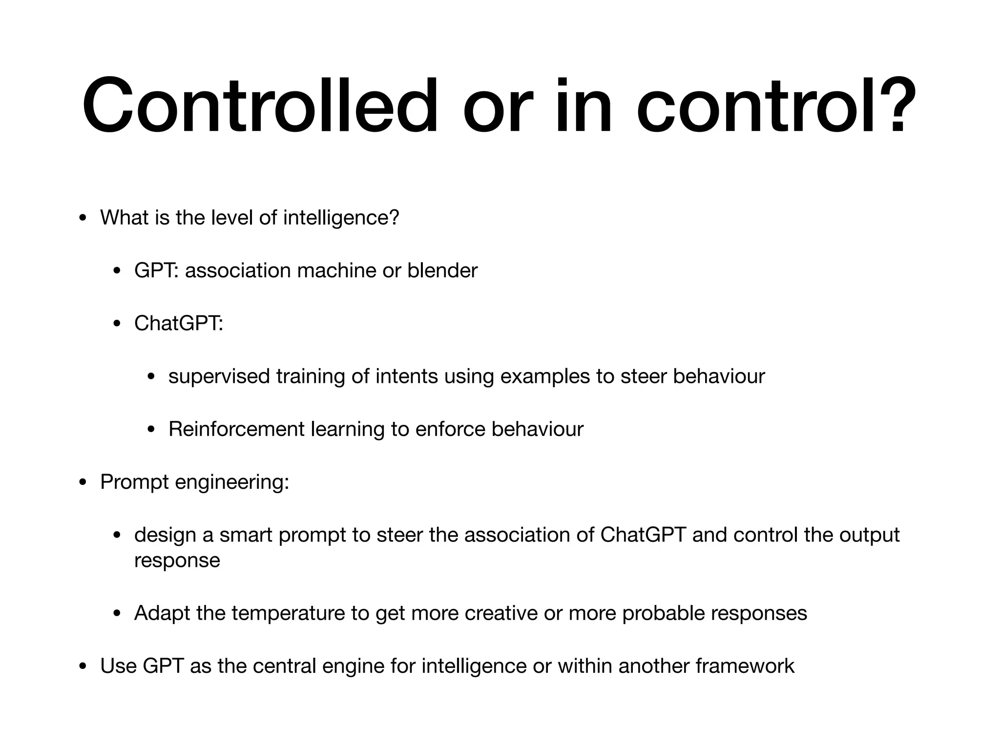 Controlled or in control?
• What is the level of intelligence?
• GPT: association machine or blender
• ChatGPT:
• supervised training of intents using examples to steer behaviour
• Reinforcement learning to enforce behaviour
• Prompt engineering:
• design a smart prompt to steer the association of ChatGPT and control the output
response
• Adapt the temperature to get more creative or more probable responses
• Use GPT as the central engine for intelligence or within another framework